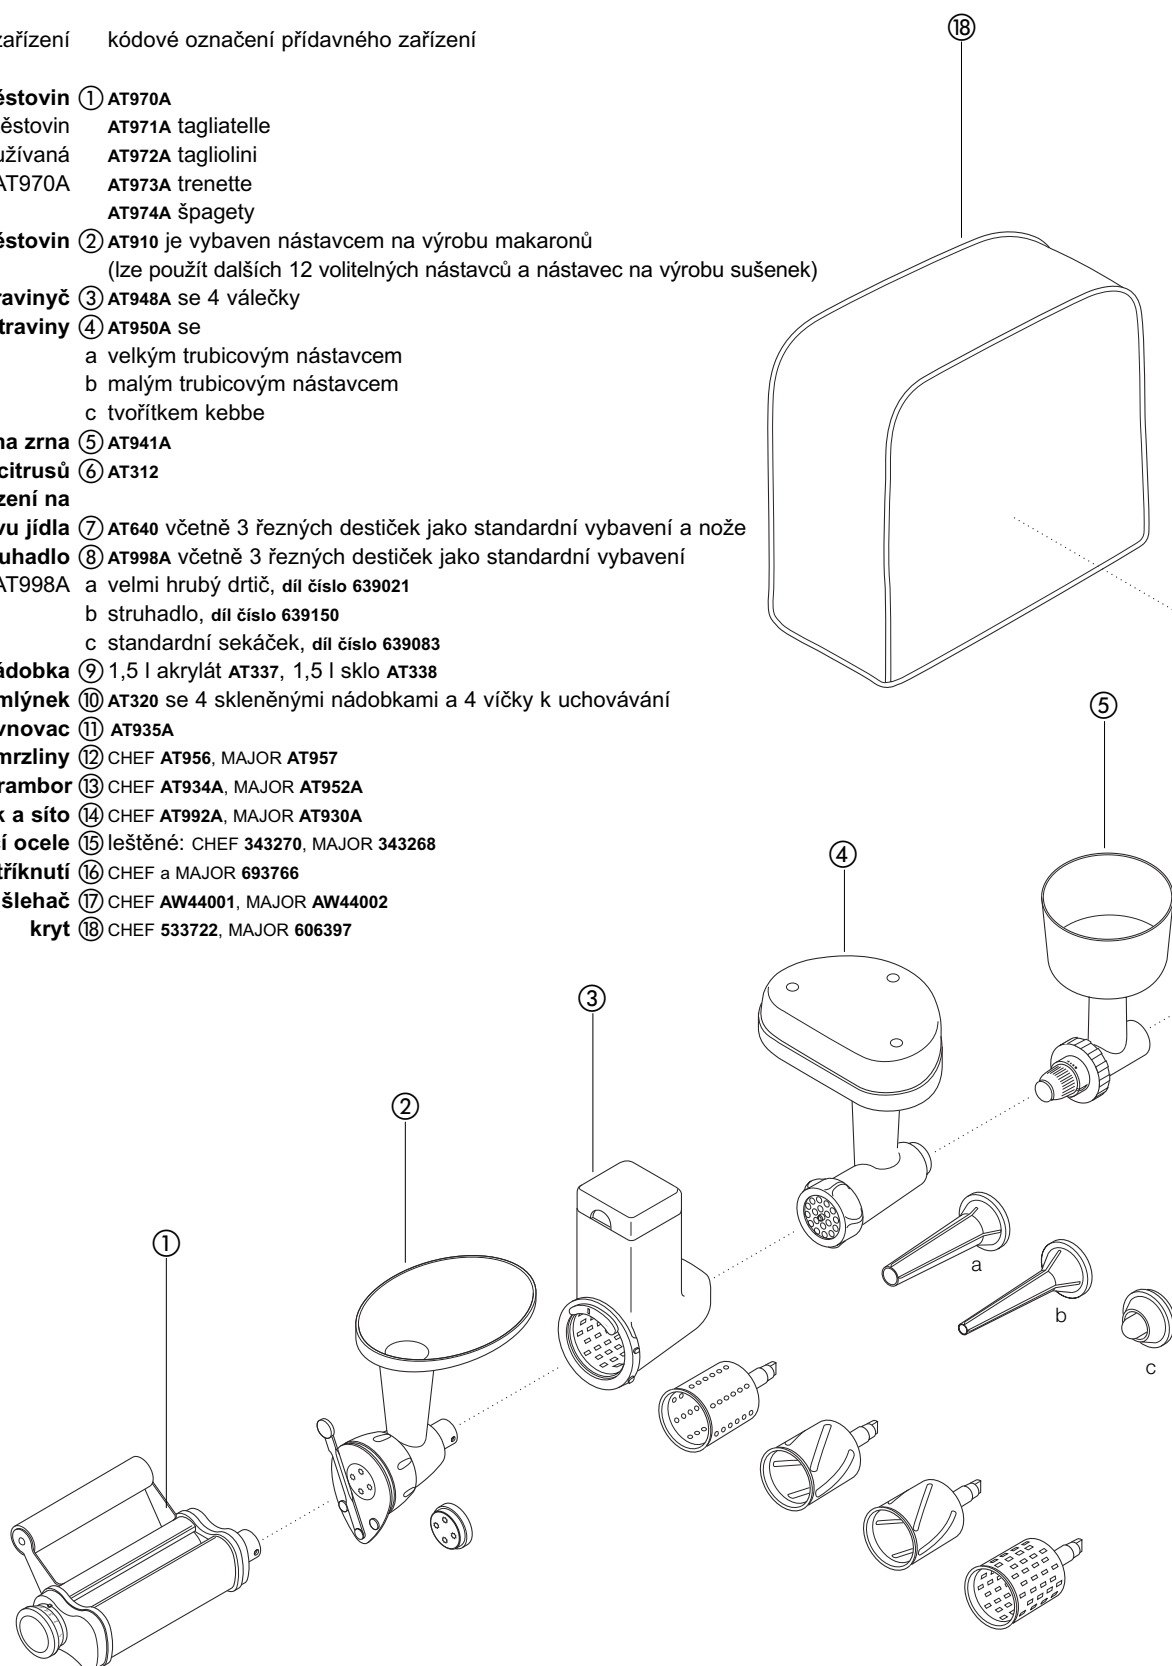 zařízení kódové označení přídavného zařízení
ěstovin ① AT970A
ěstovin AT971A tagliatelle
užívaná AT972A tagliolini
AT970A AT973A trenette
AT974A špagety
ěstovin ② AT910 je vybaven nástavcem na výrobu makaronů
(lze použít dalších 12 volitelných nástavců a nástavec na výrobu sušenek)
ravinyč ③ AT948A se 4 válečky
traviny ④ AT950A se
a velkým trubicovým nástavcem
b malým trubicovým nástavcem
c tvořítkem kebbe
na zrna ⑤ AT941A
citrusů ⑥ AT312
zení na
vu jídla ⑦ AT640 včetně 3 řezných destiček jako standardní vybavení a nože
uhadlo ⑧ AT998A včetně 3 řezných destiček jako standardní vybavení
AT998A a velmi hrubý drtič, díl číslo 639021
b struhadlo, díl číslo 639150
c standardní sekáček, díl číslo 639083
ádobka ⑨ 1,5 l akrylát AT337, 1,5 l sklo AT338
mlýnek ⑩ AT320 se 4 skleněnými nádobkami a 4 víčky k uchovávání
vnovac ⑪ AT935A
mrzliny ⑫ CHEF AT956, MAJOR AT957
rambor ⑬ CHEF AT934A, MAJOR AT952A
k a síto ⑭ CHEF AT992A, MAJOR AT930A
í ocele ⑮ leštěné: CHEF 343270, MAJOR 343268
tříknutí ⑯ CHEF a MAJOR 693766
šlehač ⑰ CHEF AW44001, MAJOR AW44002
kryt ⑱ CHEF 533722, MAJOR 606397
⑱
⑤
④
③
②
①
a
b
c